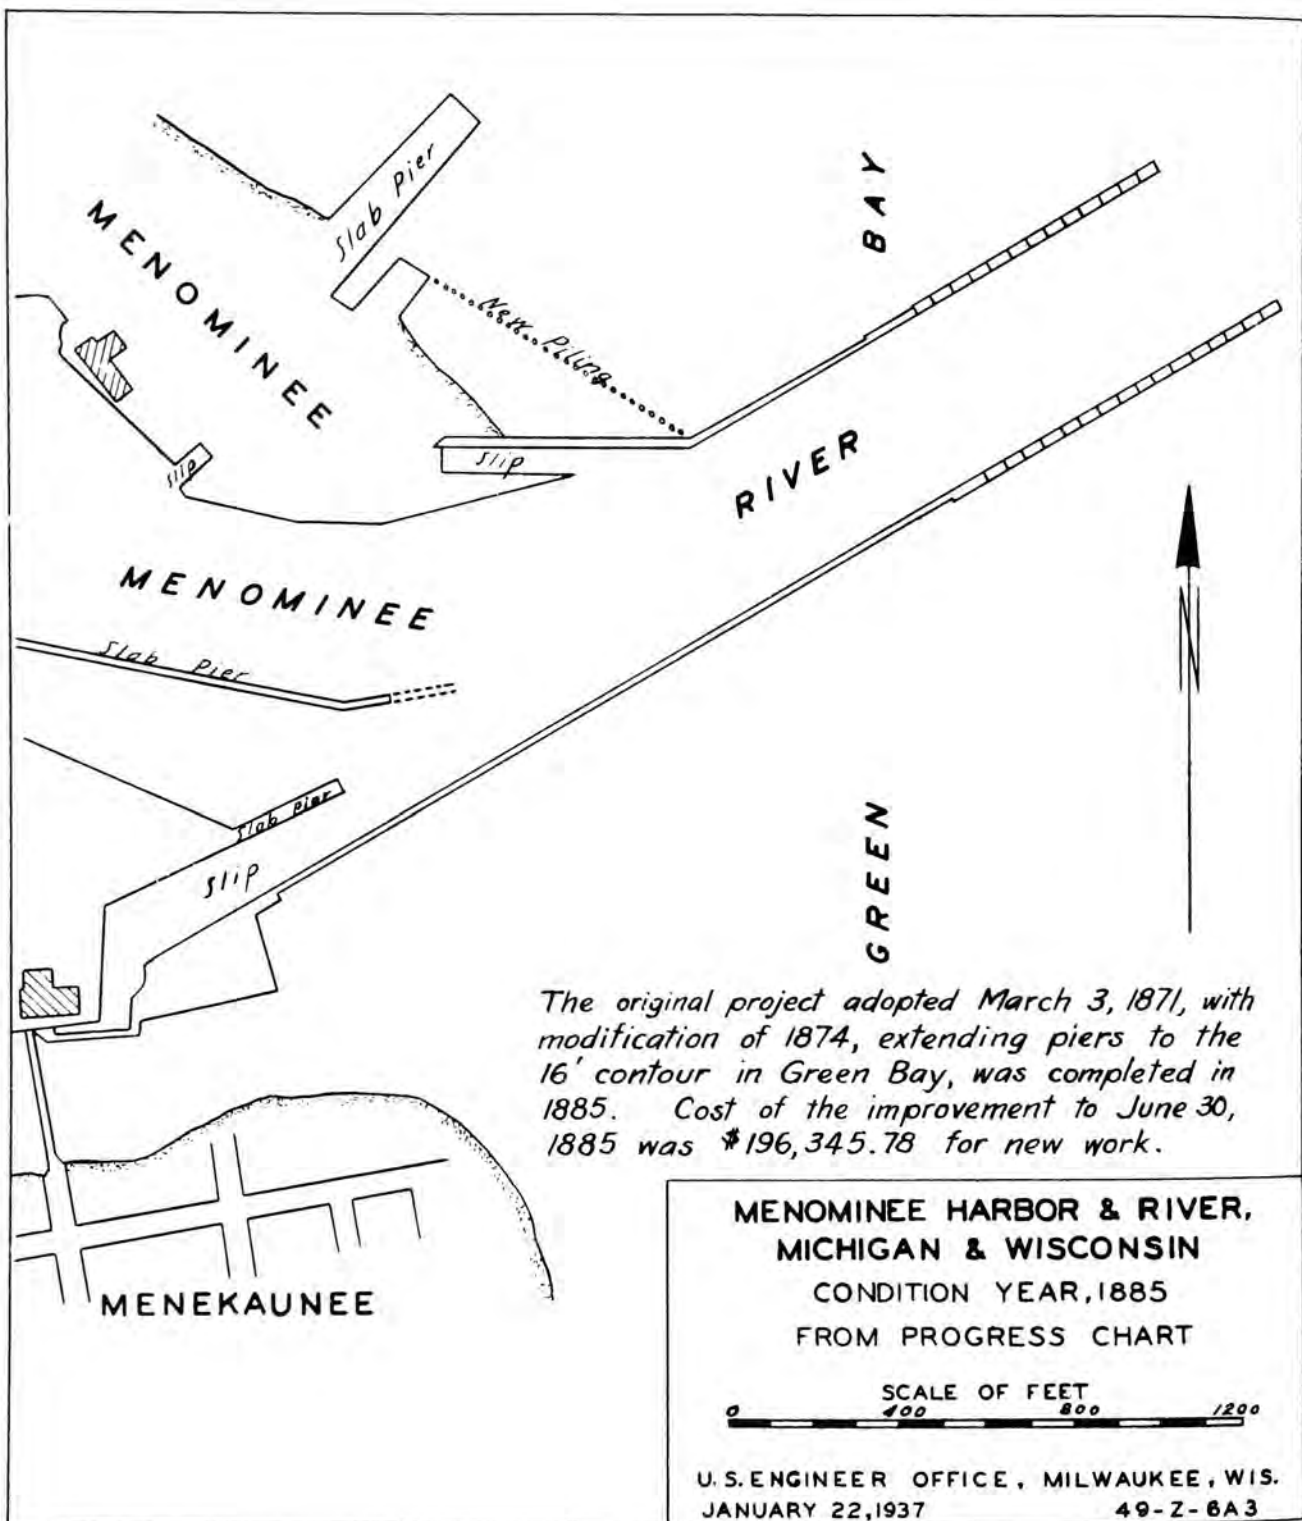 Slab Pier
BAY
MENOMINEE
New Piling
RIVER
Slip
Slip
MENOMINEE
N
Slab Pier
Slab Pier
GREEN
Slip
The original project adopted March 3, 1871, with
modification of 1874, extending piers to the
16' contour in Green Bay, was completed in
1885. Cost of the improvement to June 30,
1885 was $196,345.78 for new work.
MENEKAUNEE
MENOMINEE HARBOR & RIVER,
MICHIGAN & WISCONSIN
CONDITION YEAR, 1885
FROM PROGRESS CHART
SCALE OF FEET
0 400 800 1200
U.S. ENGINEER OFFICE, MILWAUKEE, WIS.
JANUARY 22, 1937 49-Z-6A3